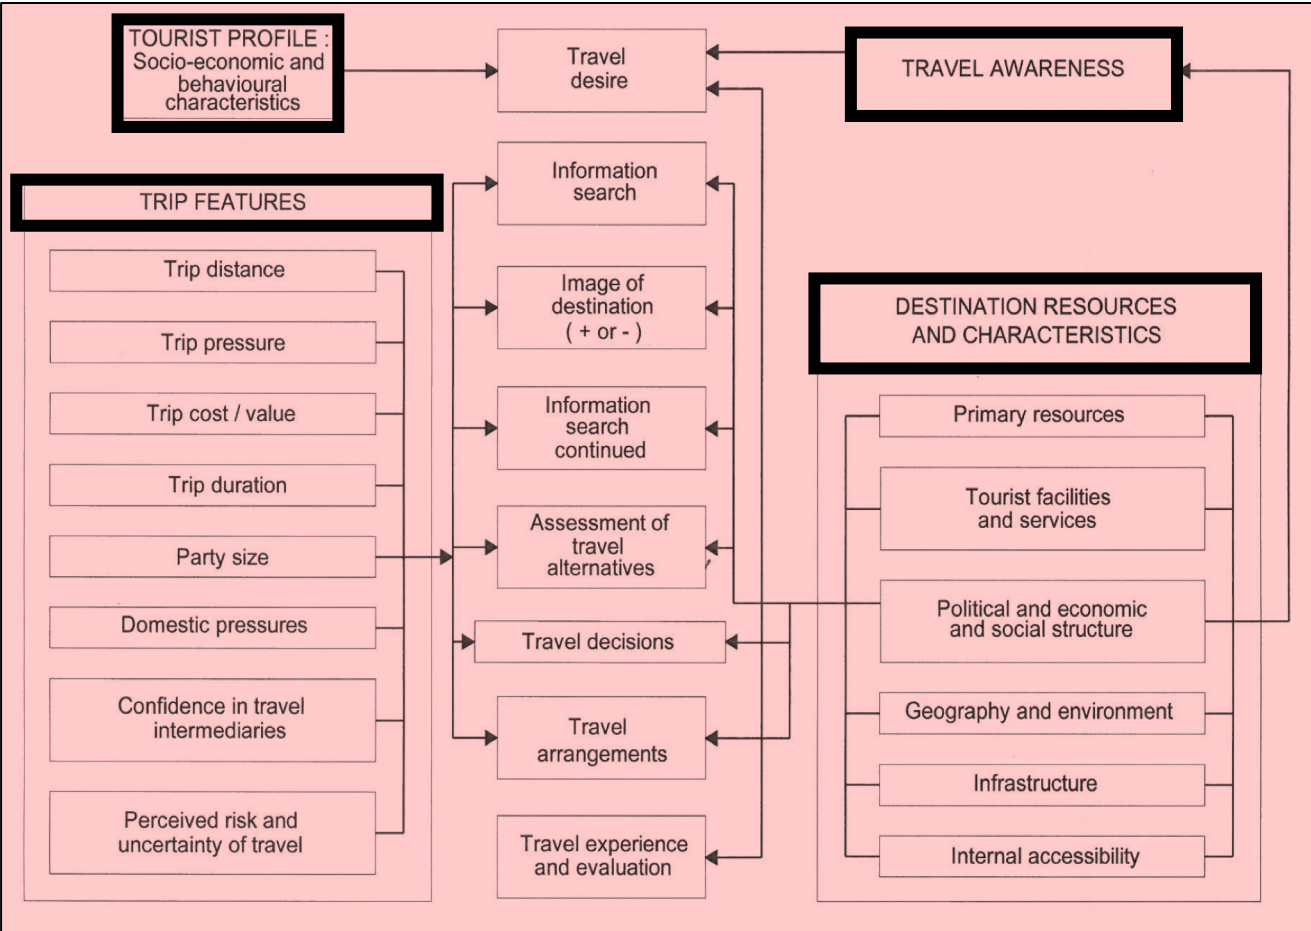 TOURIST PROFILE :
Socio-economic and
behavioural
characteristics
Travel
desire
TRAVEL AWARENESS
TRIP FEATURES
Trip distance
Trip pressure
Trip cost / value
Trip duration
Party size
Domestic pressures
Confidence in travel
intermediaries
Perceived risk and
uncertainty of travel
Information
search
Image of
destination
( + or - )
Information
search
continued
Assessment of
travel
alternatives
Travel decisions
Travel
arrangements
Travel experience
and evaluation
DESTINATION RESOURCES
AND CHARACTERISTICS
Primary resources
Tourist facilities
and services
Political and economic
and social structure
Geography and environment
Infrastructure
Internal accessibility